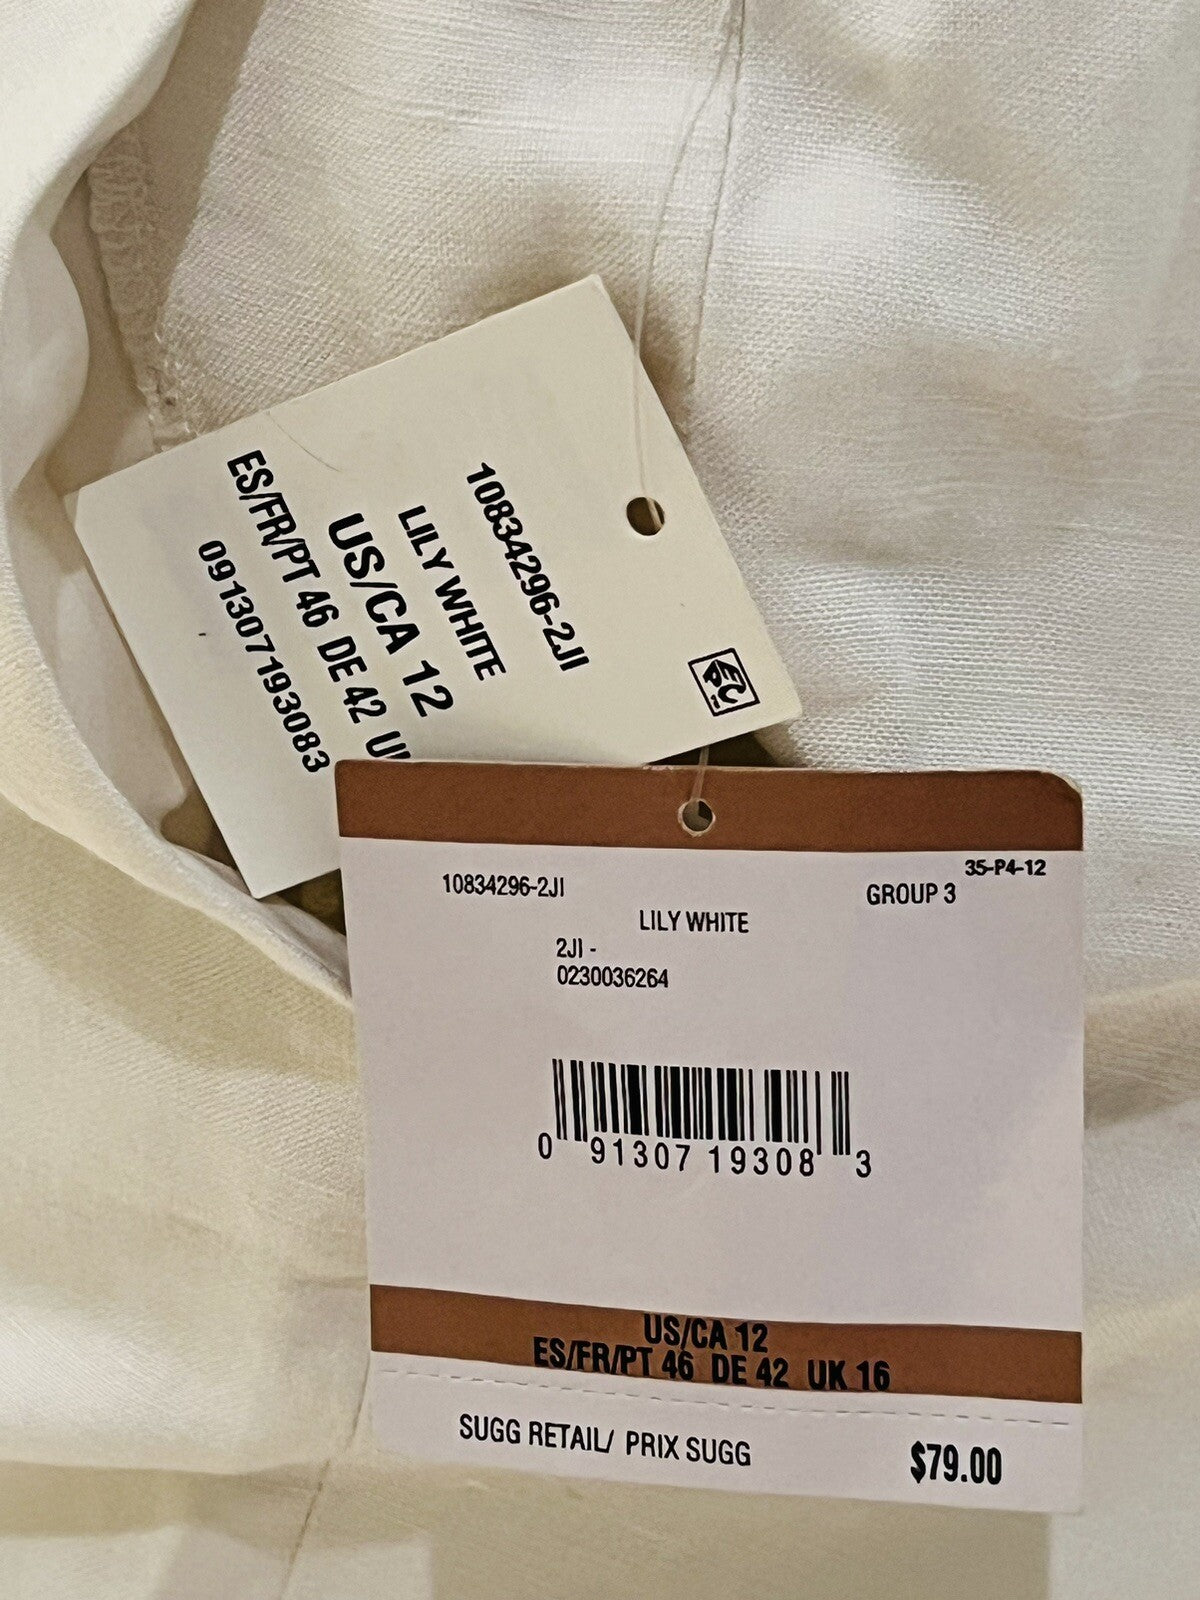 10834296-2JI
LILY WHITE
US/CA 12
ES/FR/PT 46 DE 42
091307193083
35-P4-12
10834296-2JI
GROUP 3
LILY WHITE
2JI -
0230036264
0 91307 19308 3
US/CA 12
ES/FR/PT 46 DE 42 UK 16
SUGG RETAIL/ PRIX SUGG
$79.00